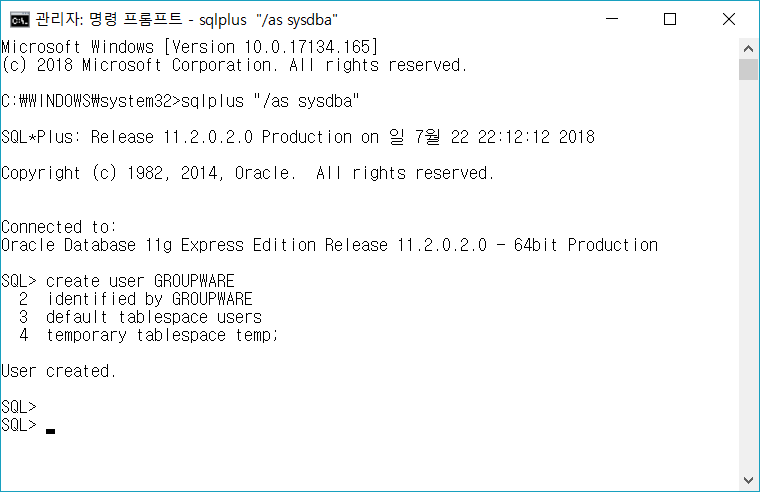 관리자: 명령 프롬프트 - sqlplus "/as sysdba"
Microsoft Windows [Version 10.0.17134.165]
(c) 2018 Microsoft Corporation. All rights reserved.
C:₩WINDOWS₩system32>sqlplus "/as sysdba"
SQL*Plus: Release 11.2.0.2.0 Production on 일 7월 22 22:12:12 2018
Copyright (c) 1982, 2014, Oracle.  All rights reserved.
Connected to:
Oracle Database 11g Express Edition Release 11.2.0.2.0 - 64bit Production
SQL> create user GROUPWARE
  2  identified by GROUPWARE
  3  default tablespace users
  4  temporary tablespace temp;
User created.
SQL>
SQL>